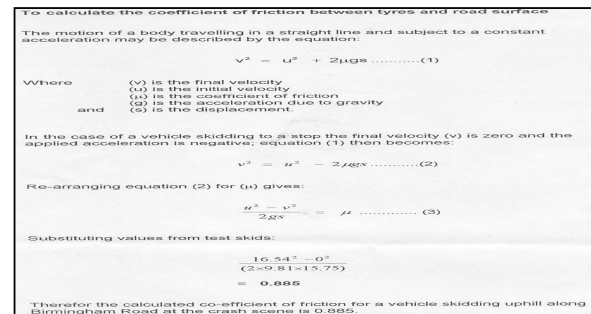 To calculate the coefficient of friction between tyres and road surface
The motion of a body travelling in a straight line and subject to a constant
acceleration may be described by the equation:
v² = u² + 2μgs ..........(1)
Where (v) is the final velocity
(u) is the initial velocity
(μ) is the coefficient of friction
(g) is the acceleration due to gravity
and (s) is the displacement.
In the case of a vehicle skidding to a stop the final velocity (v) is zero and the
applied acceleration is negative; equation (1) then becomes:
v² = u² − 2μgs ..........(2)
Re-arranging equation (2) for (μ) gives:
u² − v²
2gs = μ ............. (3)
Substituting values from test skids:
16.54² −0²
(2×9.81×15.75)
= 0.885
Therefor the calculated co-efficient of friction for a vehicle skidding uphill along
Birmingham Road at the crash scene is 0.885.